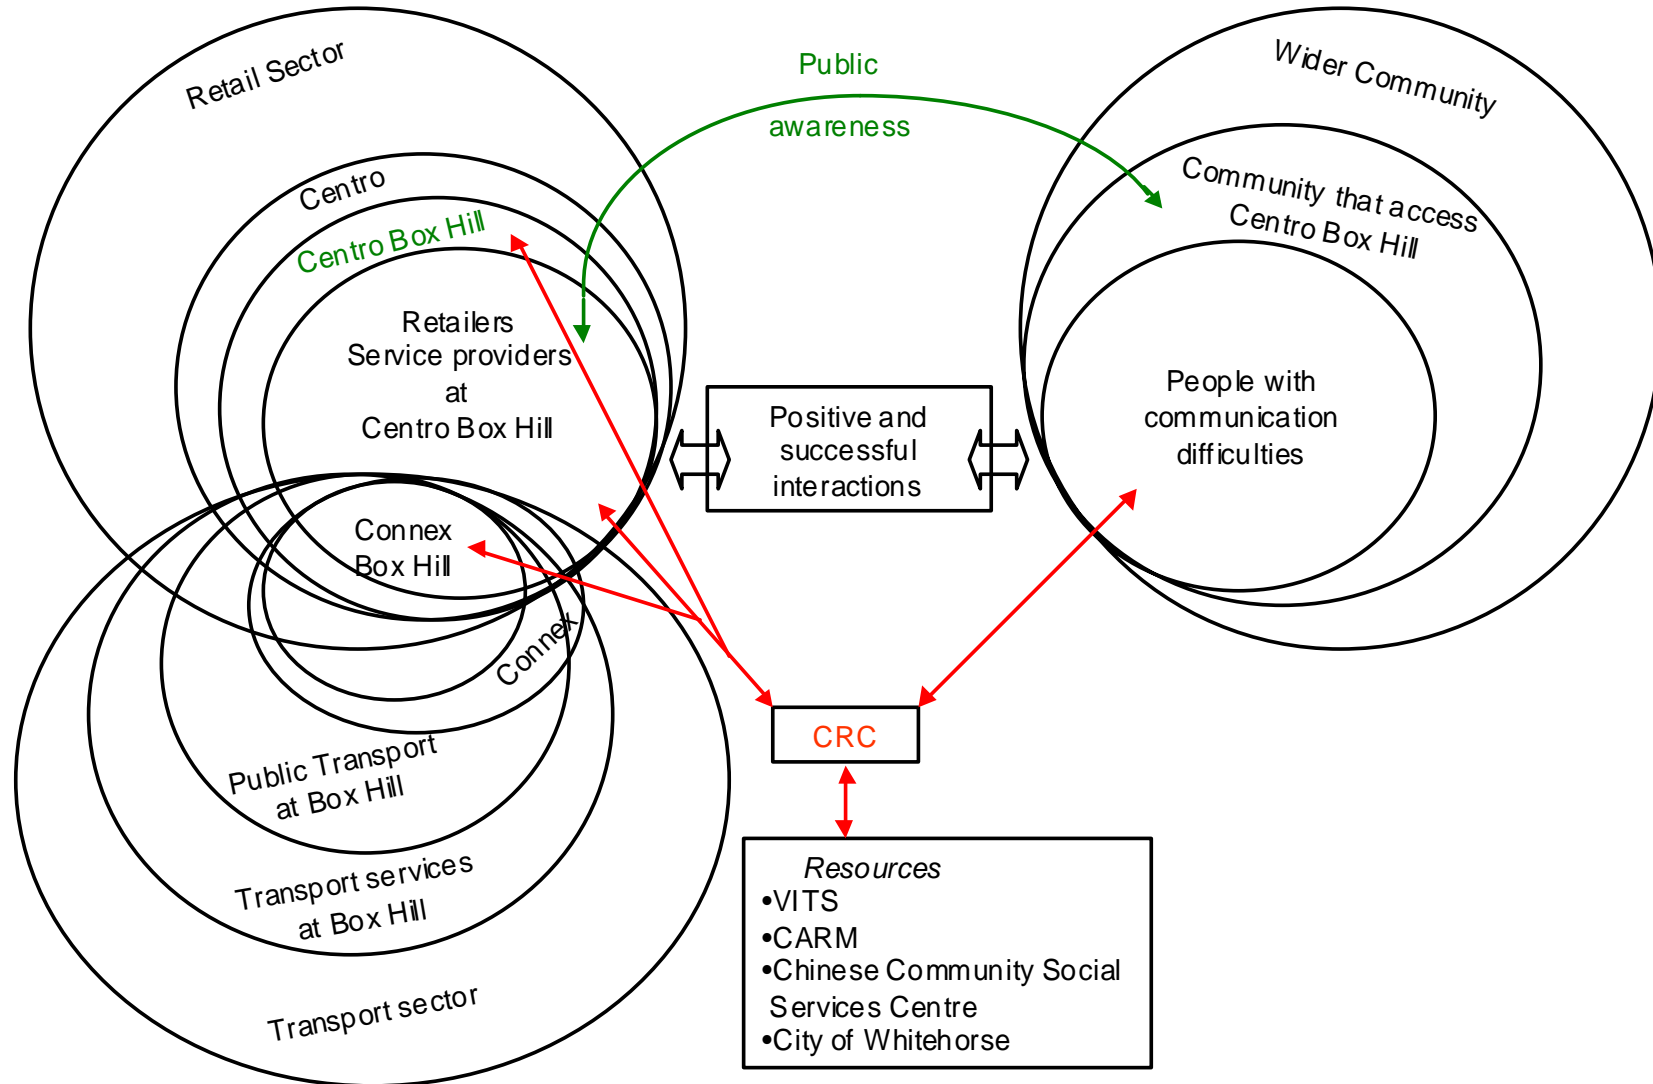 Retail Sector
Centro
Centro Box Hill
Retailers
Service providers
at
Centro Box Hill
Connex
Box Hill
Connex
Public Transport
at Box Hill
Transport services
at Box Hill
Transport sector
Public
awareness
Positive and
successful
interactions
Wider Community
Community that access
Centro Box Hill
People with
communication
difficulties
CRC
Resources
•VITS
•CARM
•Chinese Community Social
Services Centre
•City of Whitehorse